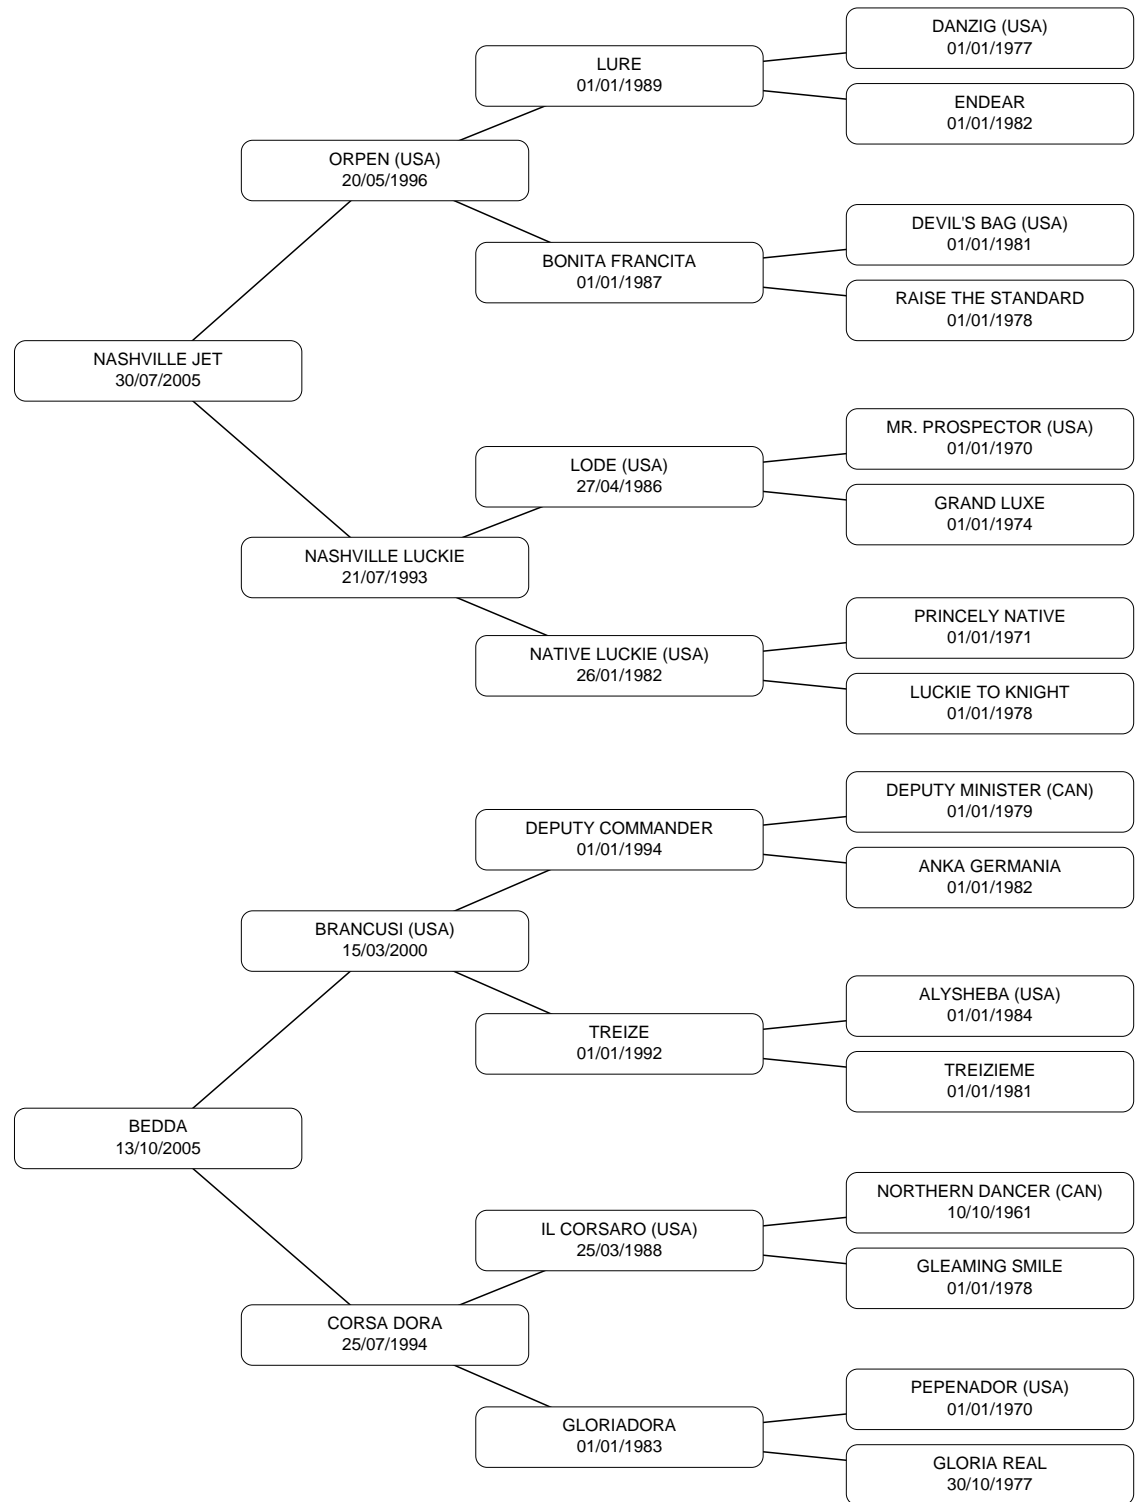 DANZIG (USA)
01/01/1977
LURE
01/01/1989
ENDEAR
01/01/1982
ORPEN (USA)
20/05/1996
DEVIL'S BAG (USA)
01/01/1981
BONITA FRANCITA
01/01/1987
RAISE THE STANDARD
01/01/1978
NASHVILLE JET
30/07/2005
MR. PROSPECTOR (USA)
01/01/1970
LODE (USA)
27/04/1986
GRAND LUXE
01/01/1974
NASHVILLE LUCKIE
21/07/1993
PRINCELY NATIVE
01/01/1971
NATIVE LUCKIE (USA)
26/01/1982
LUCKIE TO KNIGHT
01/01/1978
DEPUTY MINISTER (CAN)
01/01/1979
DEPUTY COMMANDER
01/01/1994
ANKA GERMANIA
01/01/1982
BRANCUSI (USA)
15/03/2000
ALYSHEBA (USA)
01/01/1984
TREIZE
01/01/1992
TREIZIEME
01/01/1981
BEDDA
13/10/2005
NORTHERN DANCER (CAN)
10/10/1961
IL CORSARO (USA)
25/03/1988
GLEAMING SMILE
01/01/1978
CORSA DORA
25/07/1994
PEPENADOR (USA)
01/01/1970
GLORIADORA
01/01/1983
GLORIA REAL
30/10/1977